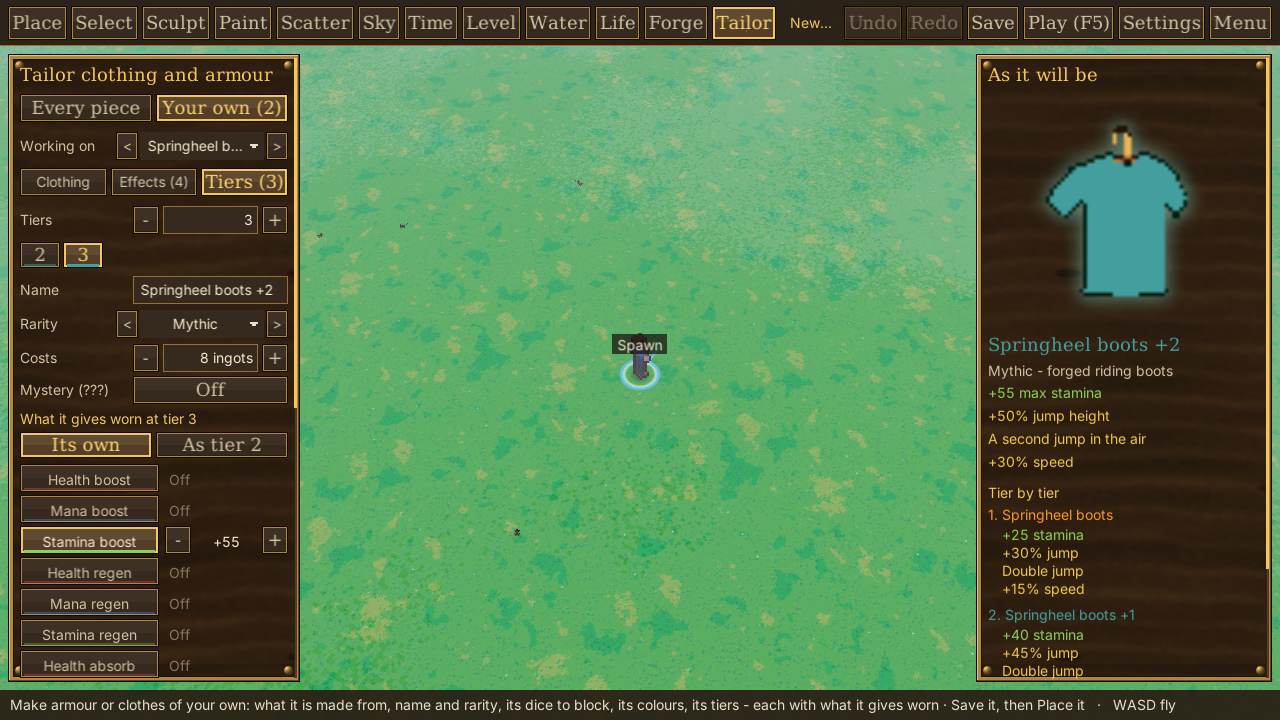 Place Select Sculpt Paint Scatter Sky Time Level Water Life Forge Tailor New... Undo Redo Save Play (F5) Settings Menu
Tailor clothing and armour
Every piece Your own (2)
Working on < Springheel b... >
Clothing Effects (4) Tiers (3)
Tiers - 3 +
2 3
Name Springheel boots +2
Rarity < Mythic >
Costs - 8 ingots +
Mystery (???) Off
What it gives worn at tier 3
Its own As tier 2
Health boost Off
Mana boost Off
Stamina boost - +55 +
Health regen Off
Mana regen Off
Stamina regen Off
Health absorb Off
Spawn
As it will be
Springheel boots +2
Mythic - forged riding boots
+55 max stamina
+50% jump height
A second jump in the air
+30% speed
Tier by tier
1. Springheel boots
+25 stamina
+30% jump
Double jump
+15% speed
2. Springheel boots +1
+40 stamina
+45% jump
Double jump
Make armour or clothes of your own: what it is made from, name and rarity, its dice to block, its colours, its tiers - each with what it gives worn · Save it, then Place it · WASD fly